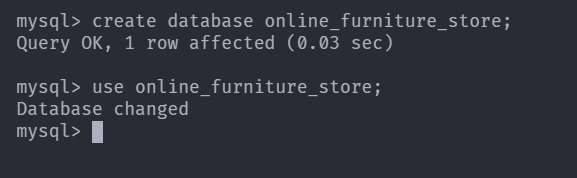 mysql> create database online_furniture_store;
Query OK, 1 row affected (0.03 sec)
mysql> use online_furniture_store;
Database changed
mysql>